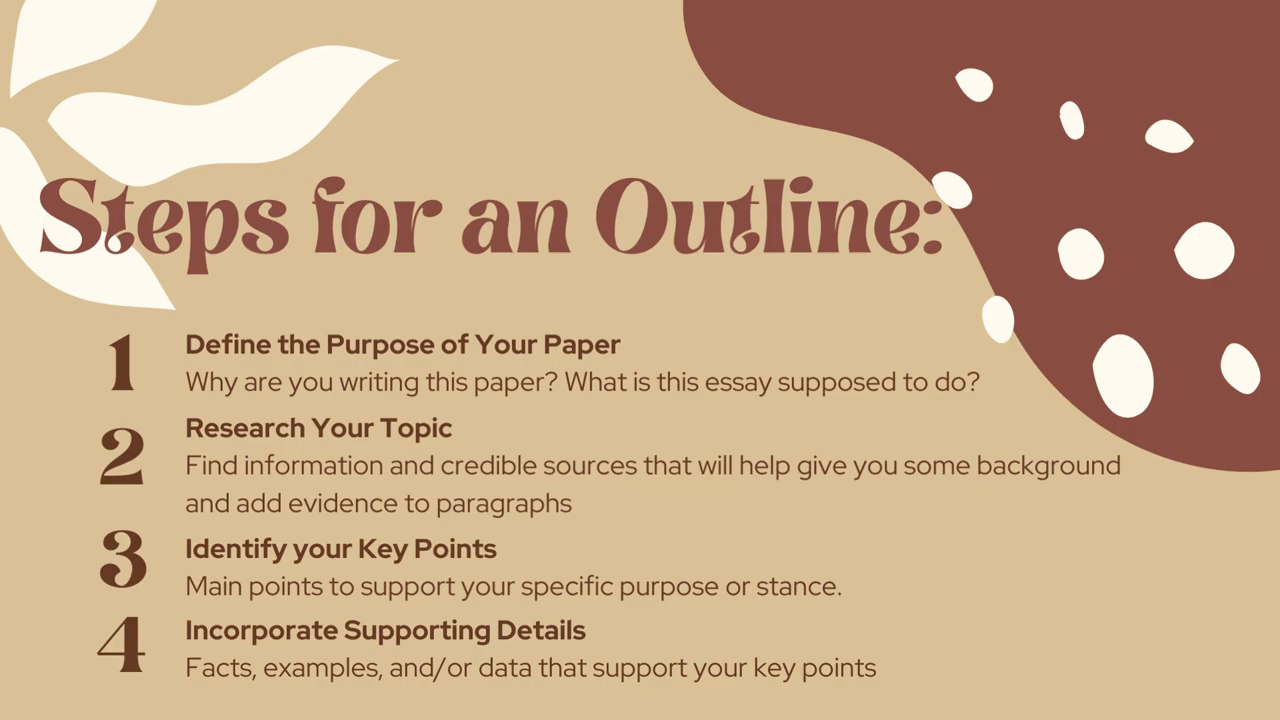 Steps for an Outline:
1
Define the Purpose of Your Paper
Why are you writing this paper? What is this essay supposed to do?
2
Research Your Topic
Find information and credible sources that will help give you some background
and add evidence to paragraphs
3
Identify your Key Points
Main points to support your specific purpose or stance.
4
Incorporate Supporting Details
Facts, examples, and/or data that support your key points